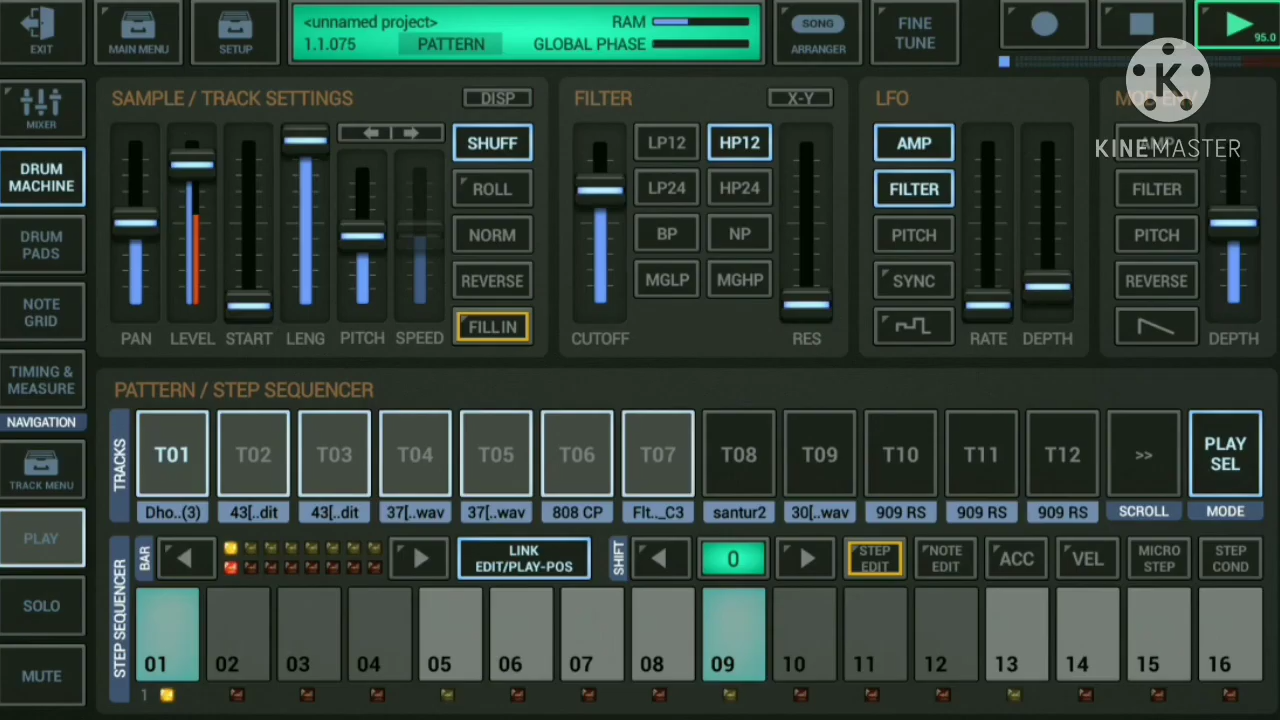 EXIT
MAIN MENU
SETUP
<unnamed project>
RAM
1.1.075
PATTERN
GLOBAL PHASE
SONG
ARRANGER
FINE
TUNE
95.0
K
KINEMASTER
MIXER
DRUM
MACHINE
DRUM
PADS
NOTE
GRID
TIMING &
MEASURE
NAVIGATION
TRACK MENU
PLAY
SOLO
MUTE
SAMPLE / TRACK SETTINGS
DISP
SHUFF
ROLL
NORM
REVERSE
FILL IN
PAN LEVEL START LENG PITCH SPEED
FILTER
X-Y
LP12 HP12
LP24 HP24
BP NP
MGLP MGHP
CUTOFF RES
LFO
AMP
FILTER
PITCH
SYNC
RATE DEPTH
MOD ENV
AMP
FILTER
PITCH
REVERSE
DEPTH
PATTERN / STEP SEQUENCER
TRACKS
T01 T02 T03 T04 T05 T06 T07 T08 T09 T10 T11 T12 >> PLAY
SEL
Dho..(3) 43[..dit 43[..dit 37[..wav 37[..wav 808 CP Flt.._C3 santur2 30[..wav 909 RS 909 RS 909 RS SCROLL MODE
STEP SEQUENCER
BAR
LINK
EDIT/PLAY-POS
SHIFT
0
STEP
EDIT
NOTE
EDIT
ACC
VEL
MICRO
STEP
STEP
COND
01 02 03 04 05 06 07 08 09 10 11 12 13 14 15 16
1